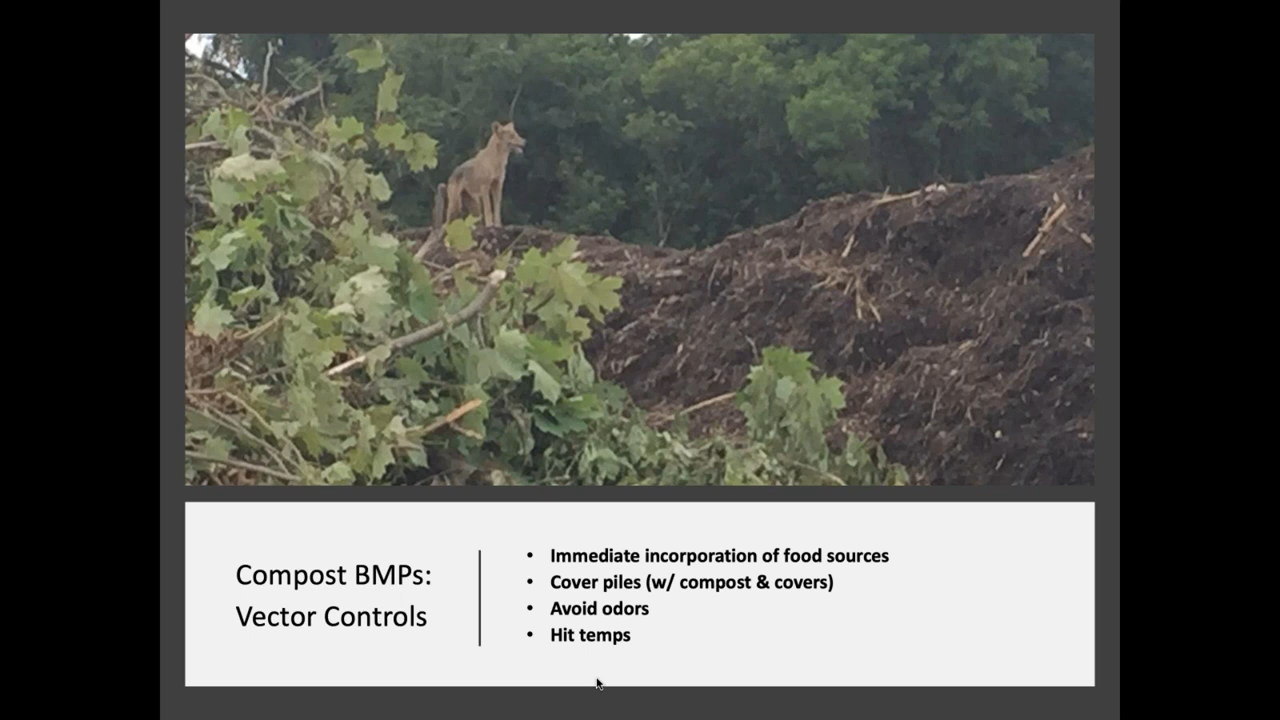 Compost BMPs:
Vector Controls
• Immediate incorporation of food sources
• Cover piles (w/ compost & covers)
• Avoid odors
• Hit temps